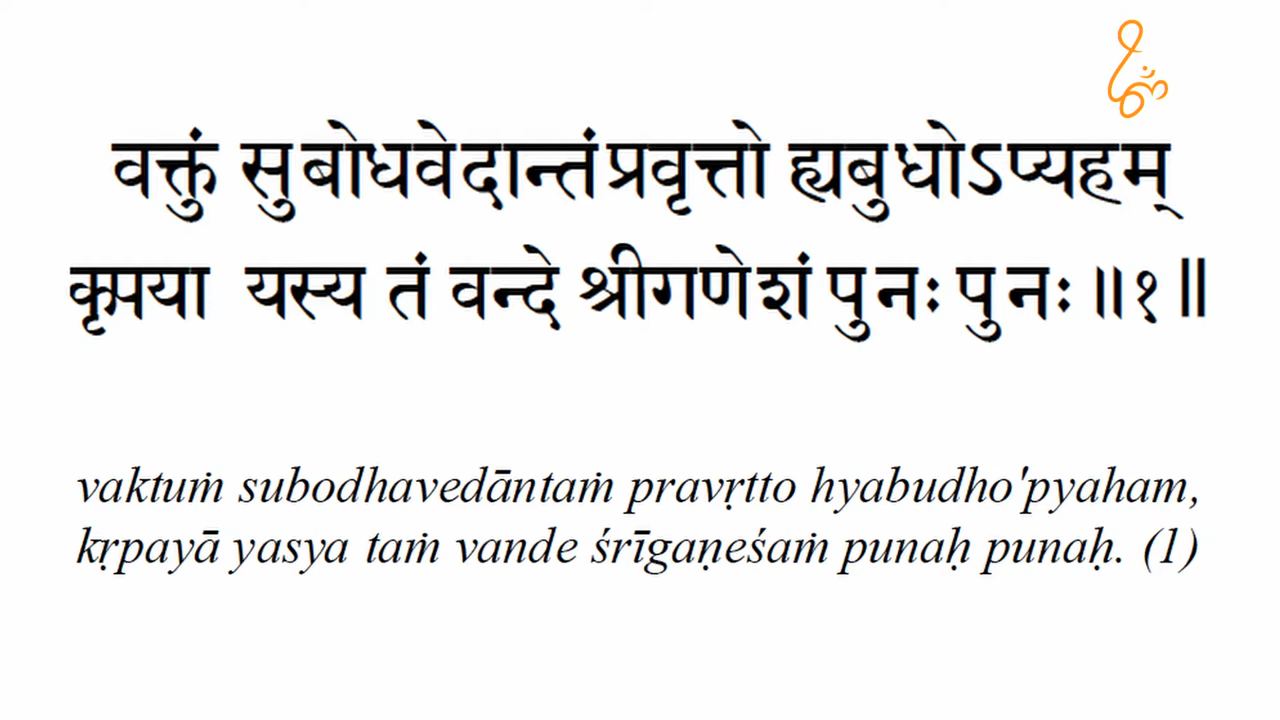 वक्तुं सुबोधवेदान्तंप्रवृत्तो ह्यबुधोऽप्यहम्
कृपया यस्य तं वन्दे श्रीगणेशं पुनः पुनः ॥१॥
vaktuṁ subodhavedāntaṁ pravṛtto hyabudho'pyaham,
kṛpayā yasya taṁ vande śrīgaṇeśaṁ punaḥ punaḥ. (1)